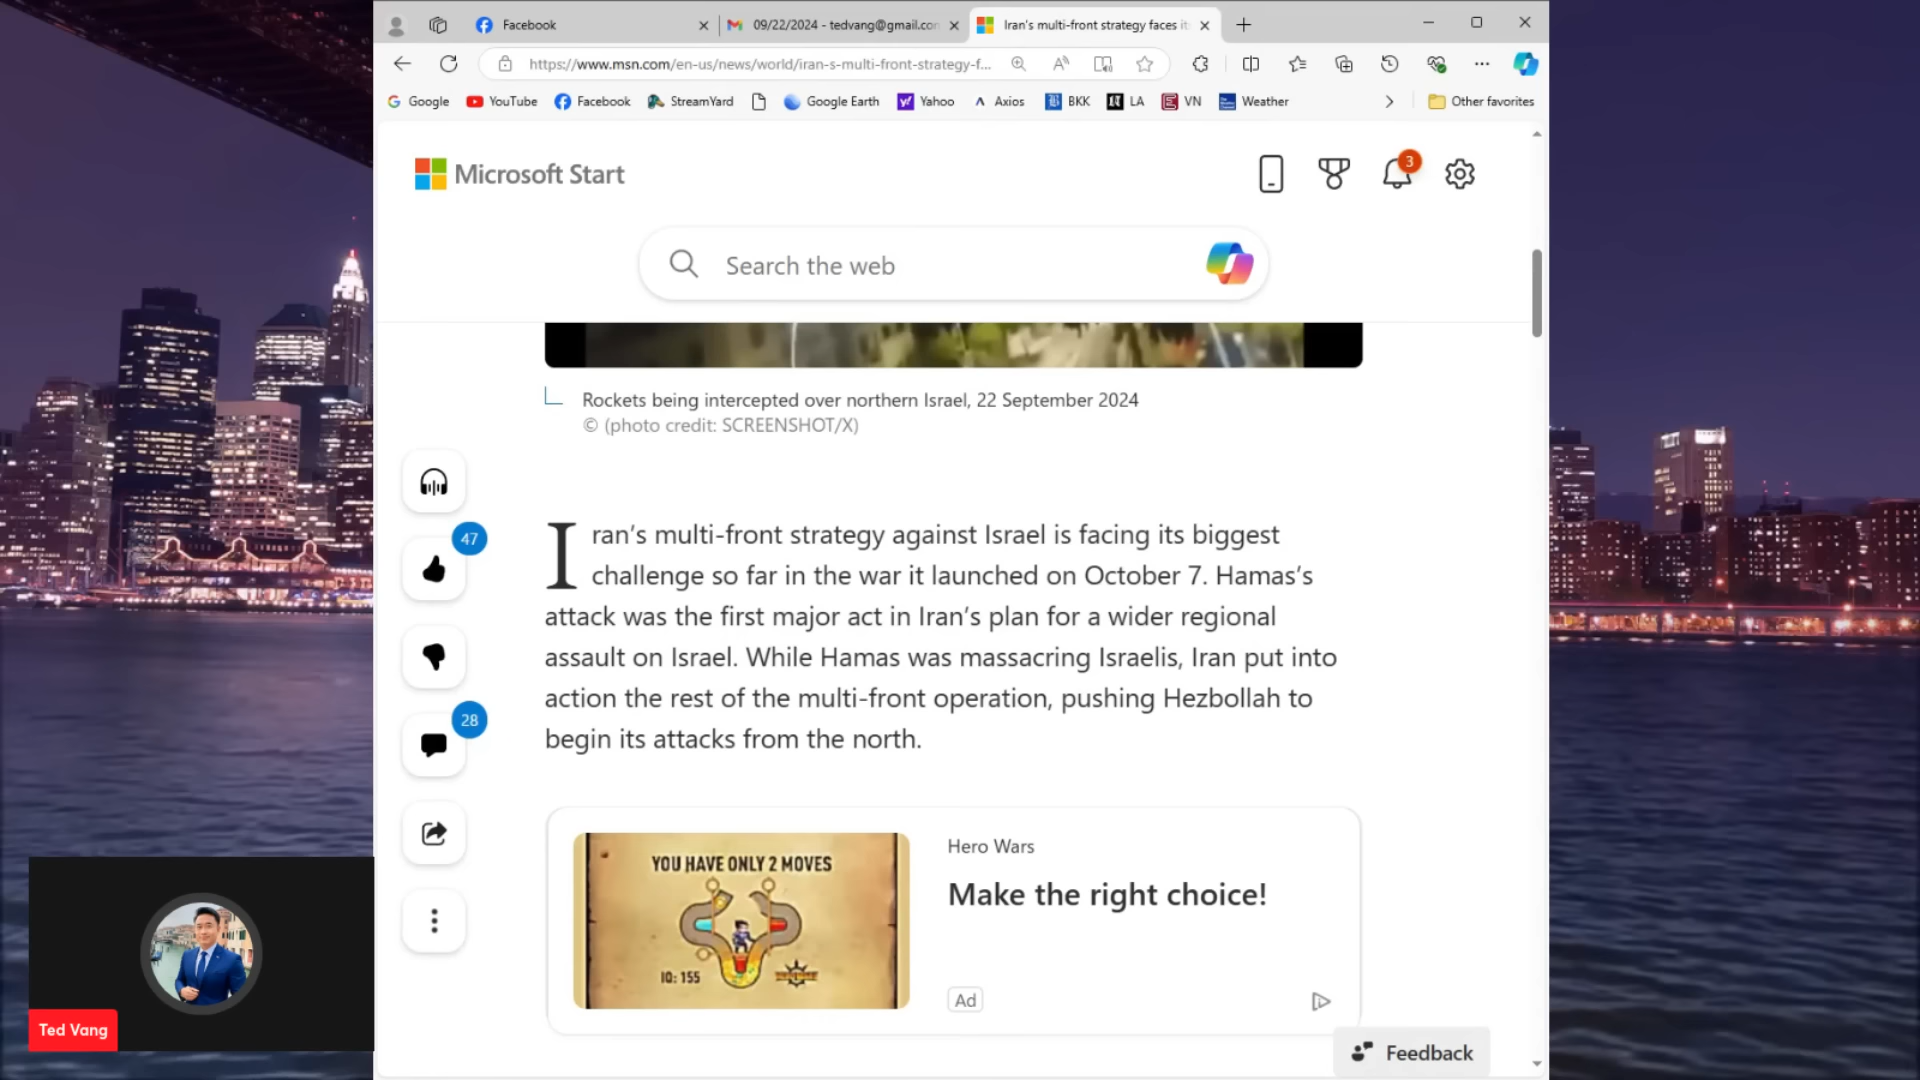 Facebook
09/22/2024 - tedvang@gmail.con
Iran's multi-front strategy faces it
https://www.msn.com/en-us/news/world/iran-s-multi-front-strategy-f...
Google YouTube Facebook StreamYard Google Earth Yahoo Axios BKK LA VN Weather Other favorites
Microsoft Start
3
Search the web
Rockets being intercepted over northern Israel, 22 September 2024
© (photo credit: SCREENSHOT/X)
Iran's multi-front strategy against Israel is facing its biggest
challenge so far in the war it launched on October 7. Hamas's
attack was the first major act in Iran's plan for a wider regional
assault on Israel. While Hamas was massacring Israelis, Iran put into
action the rest of the multi-front operation, pushing Hezbollah to
begin its attacks from the north.
47
28
YOU HAVE ONLY 2 MOVES
IQ: 155
Hero Wars
Make the right choice!
Ad
Feedback
Ted Vang